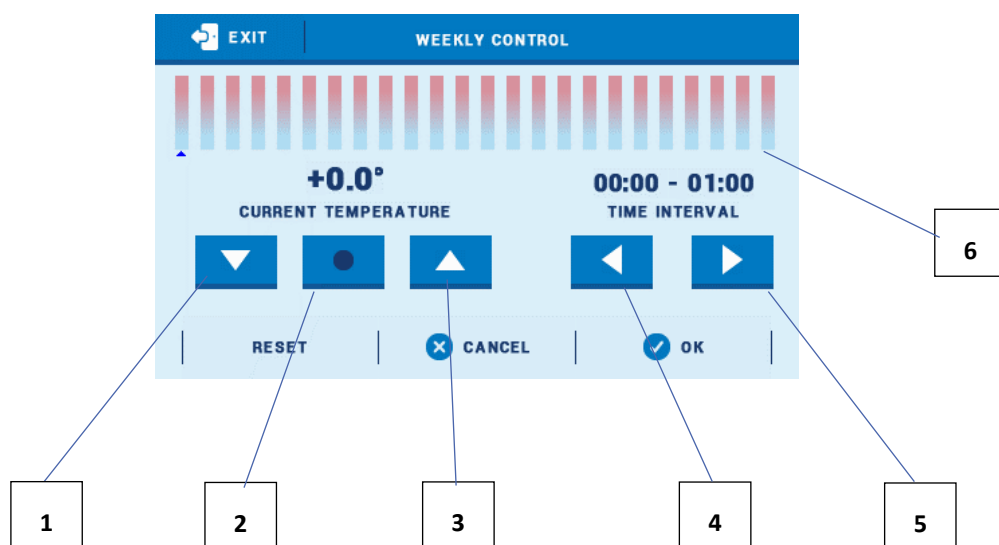 EXIT
WEEKLY CONTROL
+0.0°
00:00 - 01:00
CURRENT TEMPERATURE
TIME INTERVAL
6
RESET
CANCEL
OK
1
2
3
4
5